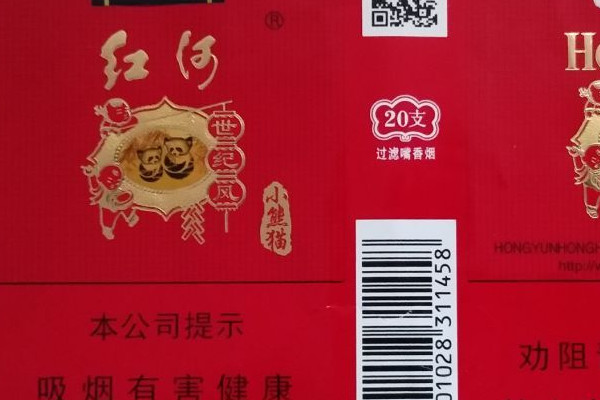 ®
红河
世纪风
小熊猫
本公司提示
吸烟有害健康
20支
过滤嘴香烟
01028 311458
H
HONGYUNHONGH
http://
劝阻